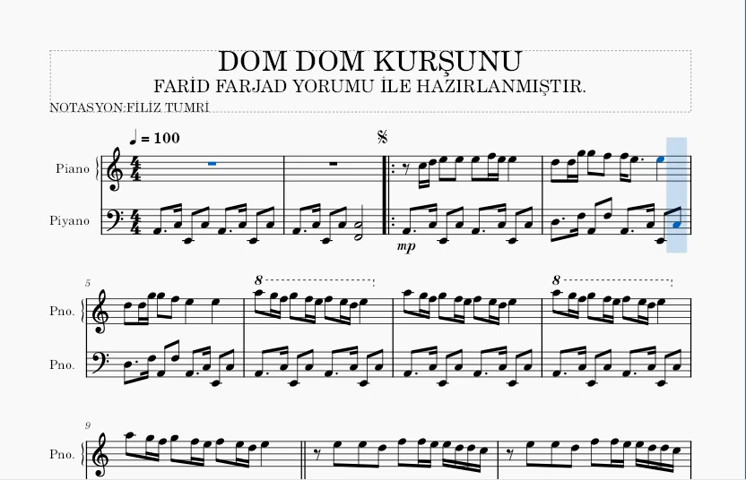 DOM DOM KURŞUNU
FARİD FARJAD YORUMU İLE HAZIRLANMIŞTIR.
NOTASYON:FİLİZ TUMRİ
♩ = 100
Piano
Piyano
mp
5
8
8
Pno.
Pno.
9
Pno.